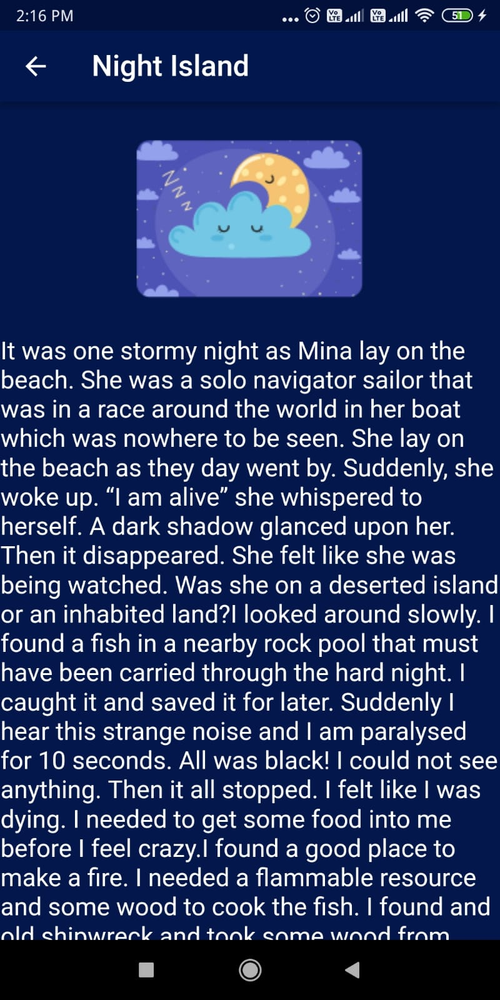 2:16 PM
Vo LTE Vo LTE 51
Night Island
Z
Z
Z
It was one stormy night as Mina lay on the
beach. She was a solo navigator sailor that
was in a race around the world in her boat
which was nowhere to be seen. She lay on
the beach as they day went by. Suddenly, she
woke up. “I am alive” she whispered to
herself. A dark shadow glanced upon her.
Then it disappeared. She felt like she was
being watched. Was she on a deserted island
or an inhabited land?I looked around slowly. I
found a fish in a nearby rock pool that must
have been carried through the hard night. I
caught it and saved it for later. Suddenly I
hear this strange noise and I am paralysed
for 10 seconds. All was black! I could not see
anything. Then it all stopped. I felt like I was
dying. I needed to get some food into me
before I feel crazy.I found a good place to
make a fire. I needed a flammable resource
and some wood to cook the fish. I found and
old shipwreck and took some wood from